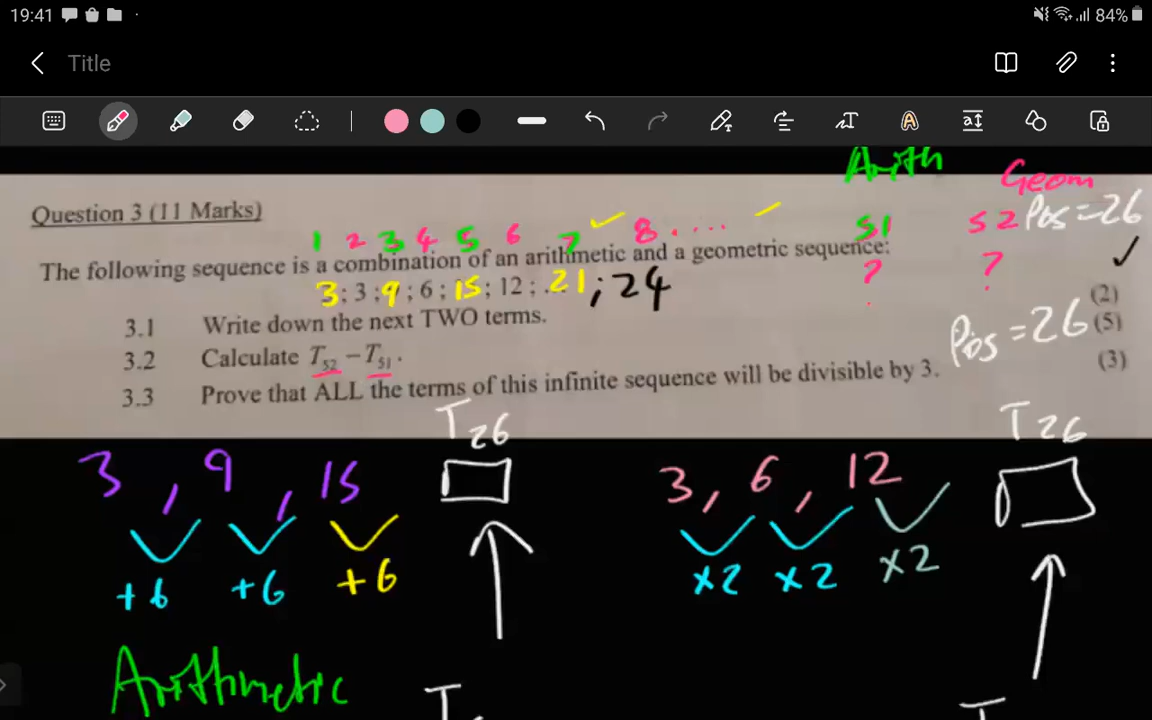 19:41 84%
Title
Arith
Geom
Question 3 (11 Marks)
1 2 3 4 5 6 7 8 ....
S1 S2 Pos=26
The following sequence is a combination of an arithmetic and a geometric sequence:
? ?
3; 3; 9; 6; 15; 12; ... 21; 24
3.1 Write down the next TWO terms. (2)
3.2 Calculate T52 – T51. Pos=26 (5)
3.3 Prove that ALL the terms of this infinite sequence will be divisible by 3. (3)
T26 T26
3, 9, 15 3, 6, 12
+6 +6 +6 x2 x2 x2
Arithmetic